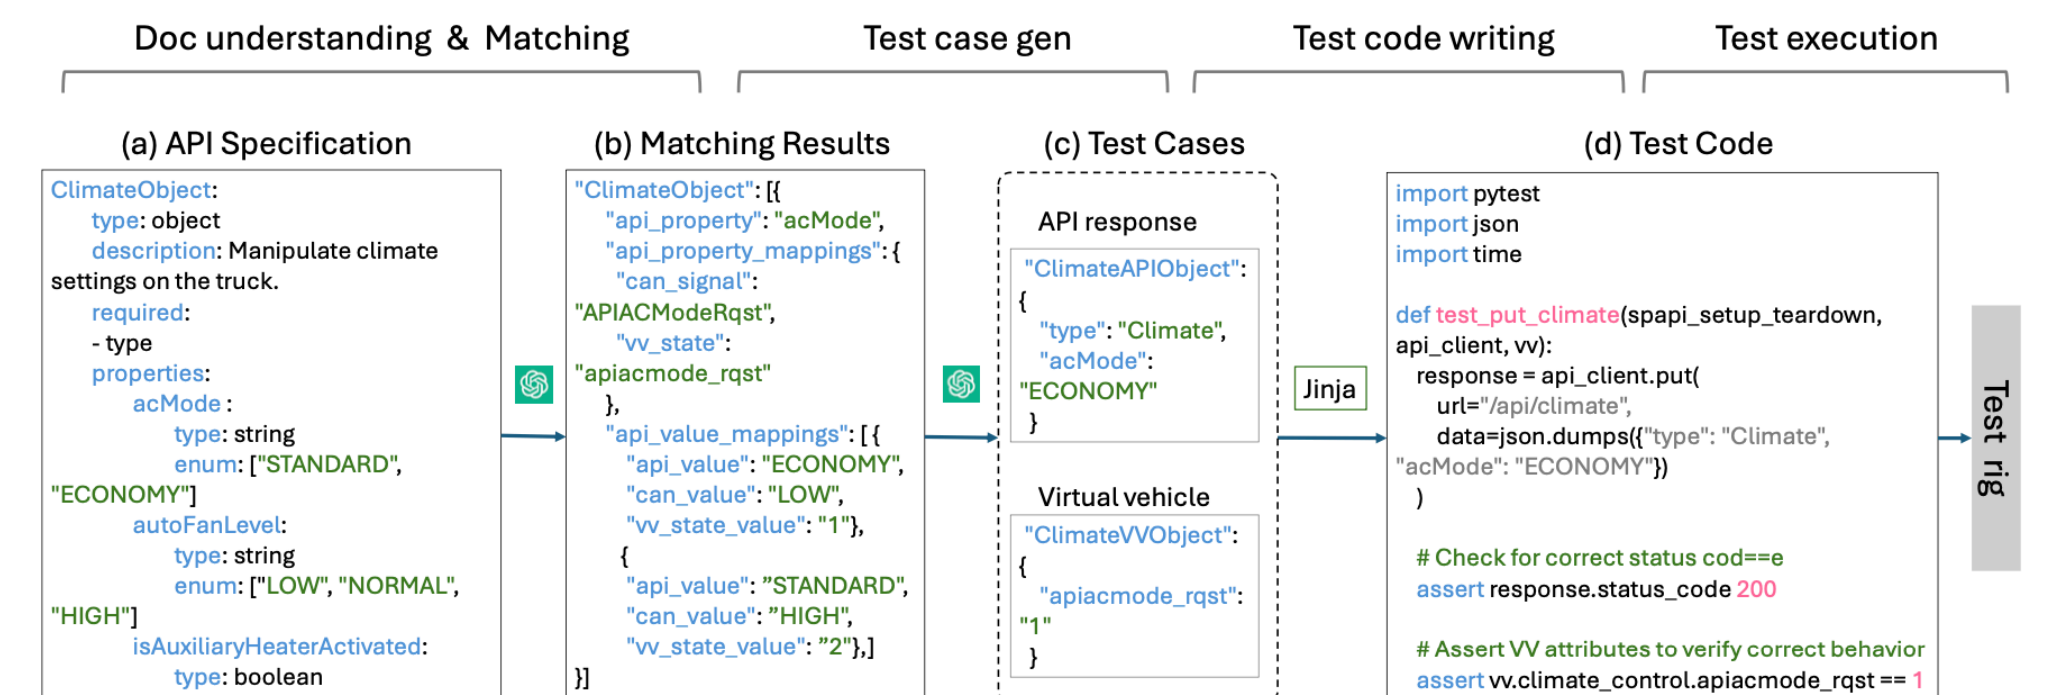 Doc understanding & Matching
Test case gen
Test code writing
Test execution
(a) API Specification
ClimateObject:
type: object
description: Manipulate climate
settings on the truck.
required:
- type
properties:
acMode :
type: string
enum: ["STANDARD",
"ECONOMY"]
autoFanLevel:
type: string
enum: ["LOW", "NORMAL",
"HIGH"]
isAuxiliaryHeaterActivated:
type: boolean
(b) Matching Results
"ClimateObject": [{
"api_property": "acMode",
"api_property_mappings": {
"can_signal":
"APIACModeRqst",
"vv_state":
"apiacmode_rqst"
},
"api_value_mappings": [ {
"api_value": "ECONOMY",
"can_value": "LOW",
"vv_state_value": "1"},
{
"api_value": ”STANDARD",
"can_value": ”HIGH",
"vv_state_value": ”2"},]
}]
(c) Test Cases
API response
"ClimateAPIObject":
{
"type": "Climate",
"acMode":
"ECONOMY"
}
Virtual vehicle
"ClimateVVObject":
{
"apiacmode_rqst":
"1"
}
Jinja
(d) Test Code
import pytest
import json
import time
def test_put_climate(spapi_setup_teardown,
api_client, vv):
response = api_client.put(
url="/api/climate",
data=json.dumps({"type": "Climate",
"acMode": "ECONOMY"})
)
# Check for correct status cod==e
assert response.status_code 200
# Assert VV attributes to verify correct behavior
assert vv.climate_control.apiacmode_rqst == 1
Test rig